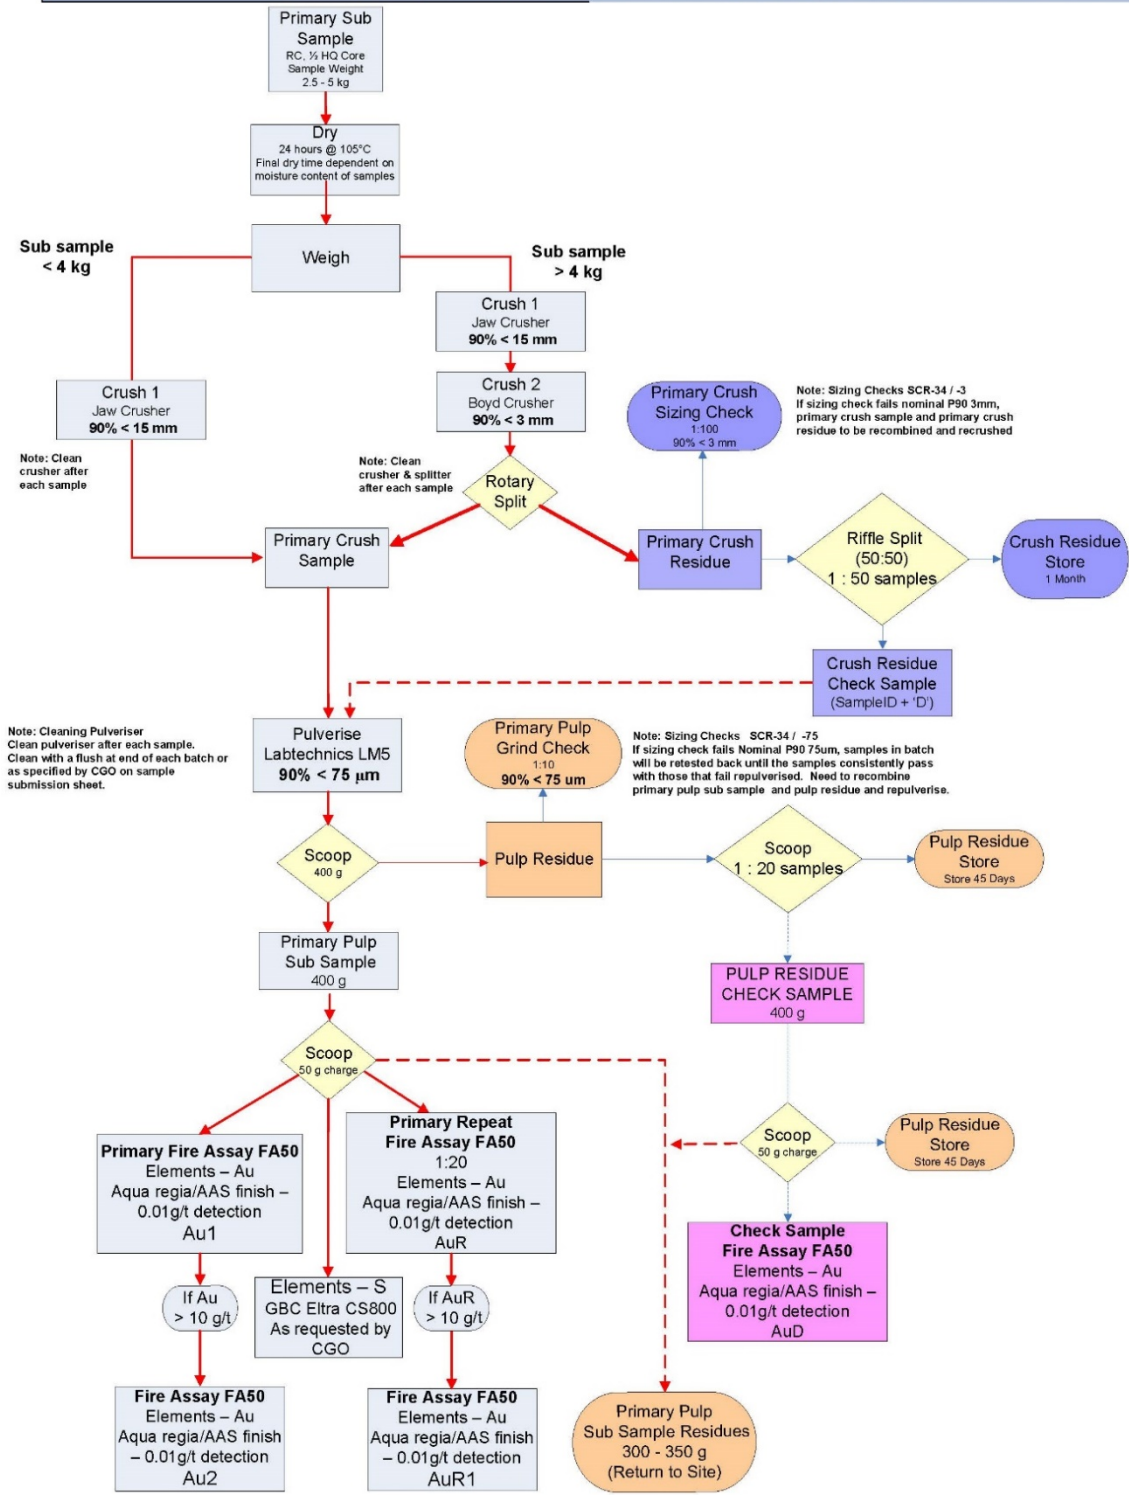 Primary Sub
Sample
RC, ½ HQ Core
Sample Weight
2.5 - 5 kg
Dry
24 hours @ 105°C
Final dry time dependent on
moisture content of samples
Weigh
Sub sample
< 4 kg
Sub sample
> 4 kg
Crush 1
Jaw Crusher
90% < 15 mm
Crush 1
Jaw Crusher
90% < 15 mm
Crush 2
Boyd Crusher
90% < 3 mm
Primary Crush
Sizing Check
1:100
90% < 3 mm
Note: Sizing Checks SCR-34 / -3
If sizing check fails nominal P90 3mm,
primary crush sample and primary crush
residue to be recombined and recrushed
Note: Clean
crusher after
each sample
Note: Clean
crusher & splitter
after each sample
Rotary
Split
Primary Crush
Sample
Primary Crush
Residue
Riffle Split
(50:50)
1 : 50 samples
Crush Residue
Store
1 Month
Crush Residue
Check Sample
(SampleID + 'D')
Note: Cleaning Pulveriser
Clean pulveriser after each sample.
Clean with a flush at end of each batch or
as specified by CGO on sample
submission sheet.
Pulverise
Labtechnics LM5
90% < 75 µm
Primary Pulp
Grind Check
1:10
90% < 75 um
Note: Sizing Checks SCR-34 / -75
If sizing check fails Nominal P90 75um, samples in batch
will be retested back until the samples consistently pass
with those that fail repulverised. Need to recombine
primary pulp sub sample and pulp residue and repulverise.
Scoop
400 g
Pulp Residue
Scoop
1 : 20 samples
Pulp Residue
Store
Store 45 Days
Primary Pulp
Sub Sample
400 g
PULP RESIDUE
CHECK SAMPLE
400 g
Scoop
50 g charge
Scoop
50 g charge
Pulp Residue
Store
Store 45 Days
Primary Fire Assay FA50
Elements – Au
Aqua regia/AAS finish –
0.01g/t detection
Au1
Primary Repeat
Fire Assay FA50
1:20
Elements – Au
Aqua regia/AAS finish –
0.01g/t detection
AuR
Check Sample
Fire Assay FA50
Elements – Au
Aqua regia/AAS finish –
0.01g/t detection
AuD
If Au
> 10 g/t
Elements – S
GBC Eltra CS800
As requested by
CGO
If AuR
> 10 g/t
Fire Assay FA50
Elements – Au
Aqua regia/AAS finish
– 0.01g/t detection
Au2
Fire Assay FA50
Elements – Au
Aqua regia/AAS finish
– 0.01g/t detection
AuR1
Primary Pulp
Sub Sample Residues
300 - 350 g
(Return to Site)